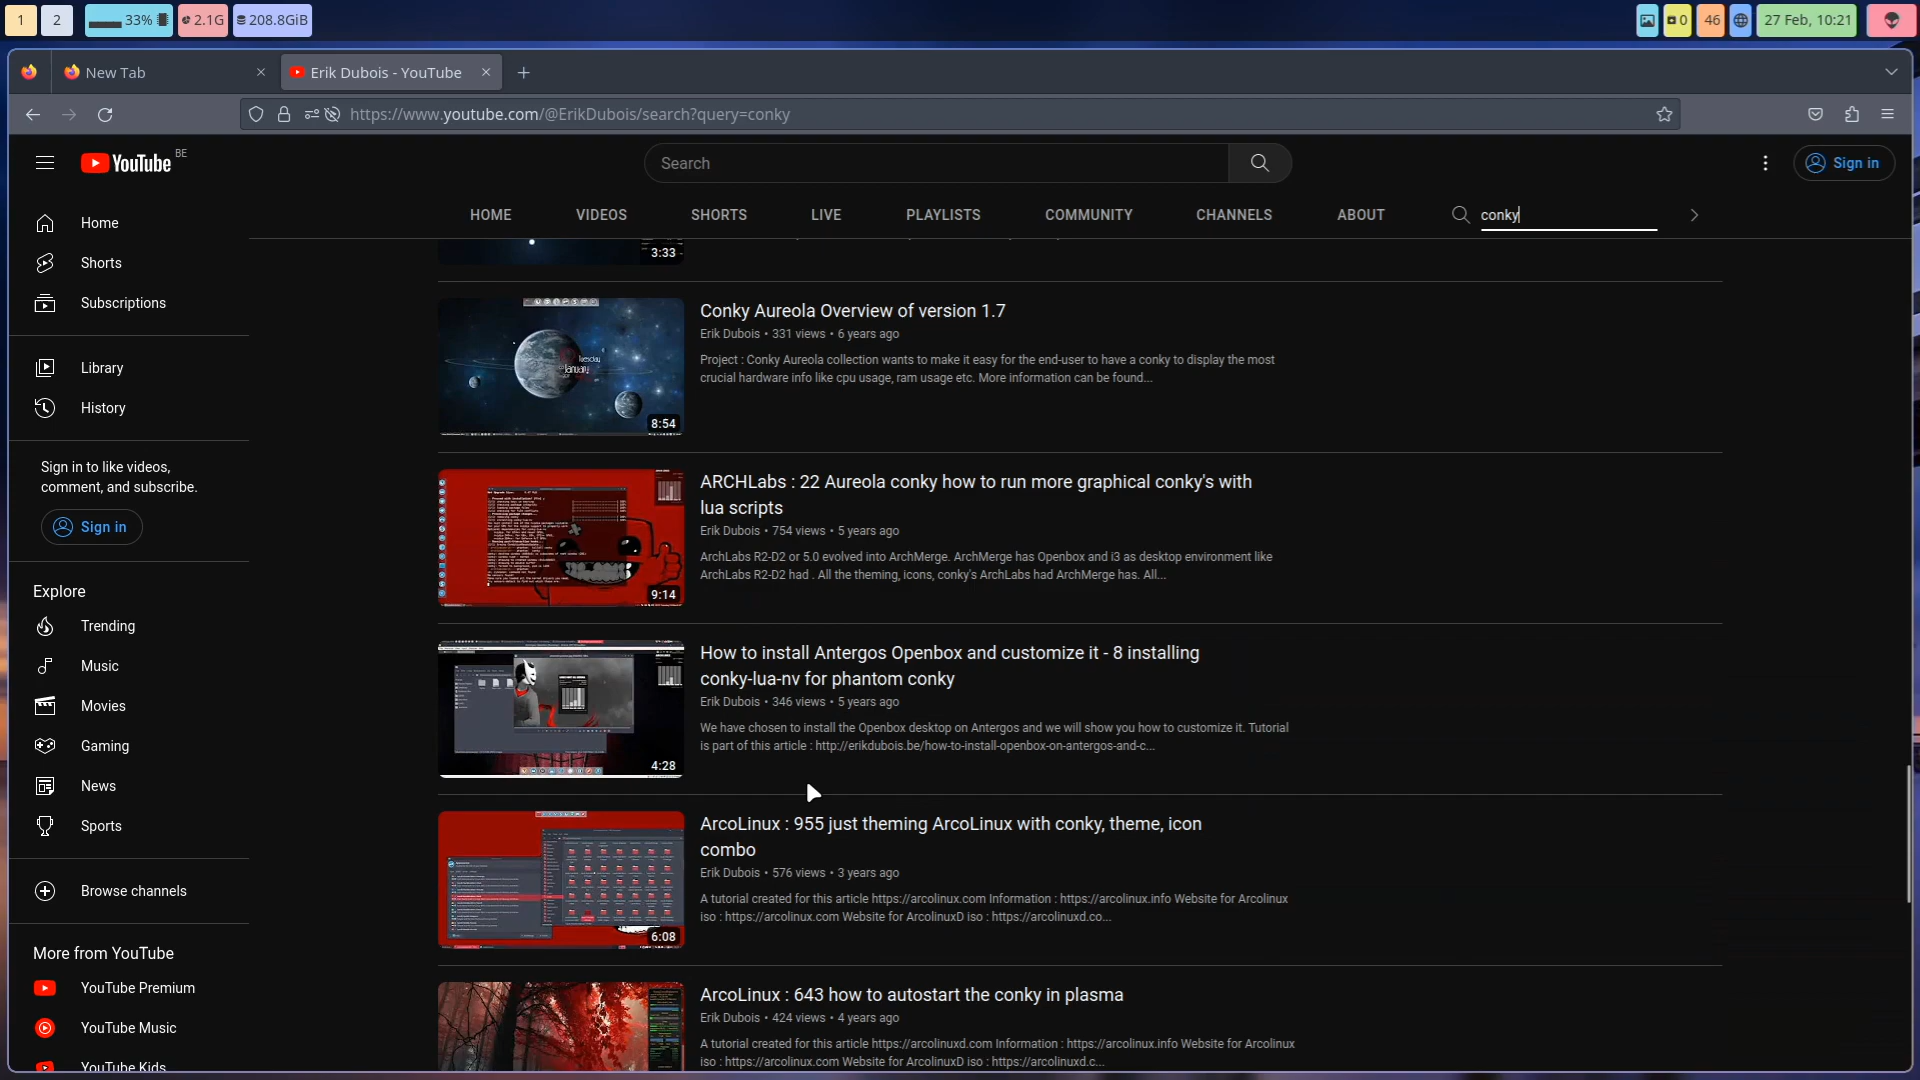 1 2 33% 2.1G 208.8GiB 0 46 27 Feb, 10:21
New Tab Erik Dubois - YouTube
https://www.youtube.com/@ErikDubois/search?query=conky
YouTube BE Search Sign in
HOME VIDEOS SHORTS LIVE PLAYLISTS COMMUNITY CHANNELS ABOUT conky
Home
Shorts
Subscriptions
Library
History
Sign in to like videos,
comment, and subscribe.
Sign in
Explore
Trending
Music
Movies
Gaming
News
Sports
Browse channels
More from YouTube
YouTube Premium
YouTube Music
YouTube Kids
3:33
Conky Aureola Overview of version 1.7
Erik Dubois • 331 views • 6 years ago
Project : Conky Aureola collection wants to make it easy for the end-user to have a conky to display the most
crucial hardware info like cpu usage, ram usage etc. More information can be found...
Tuesday
January
8:54
ARCHLabs : 22 Aureola conky how to run more graphical conky's with
lua scripts
Erik Dubois • 754 views • 5 years ago
ArchLabs R2-D2 or 5.0 evolved into ArchMerge. ArchMerge has Openbox and i3 as desktop environment like
ArchLabs R2-D2 had . All the theming, icons, conky's ArchLabs had ArchMerge has. All...
9:14
How to install Antergos Openbox and customize it - 8 installing
conky-lua-nv for phantom conky
Erik Dubois • 346 views • 5 years ago
We have chosen to install the Openbox desktop on Antergos and we will show you how to customize it. Tutorial
is part of this article : http://erikdubois.be/how-to-install-openbox-on-antergos-and-c...
4:28
ArcoLinux : 955 just theming ArcoLinux with conky, theme, icon
combo
Erik Dubois • 576 views • 3 years ago
A tutorial created for this article https://arcolinux.com Information : https://arcolinux.info Website for Arcolinux
iso : https://arcolinux.com Website for ArcolinuxD iso : https://arcolinuxd.co...
6:08
ArcoLinux : 643 how to autostart the conky in plasma
Erik Dubois • 424 views • 4 years ago
A tutorial created for this article https://arcolinuxd.com Information : https://arcolinux.info Website for Arcolinux
iso : https://arcolinux.com Website for ArcolinuxD iso : https://arcolinuxd.c...